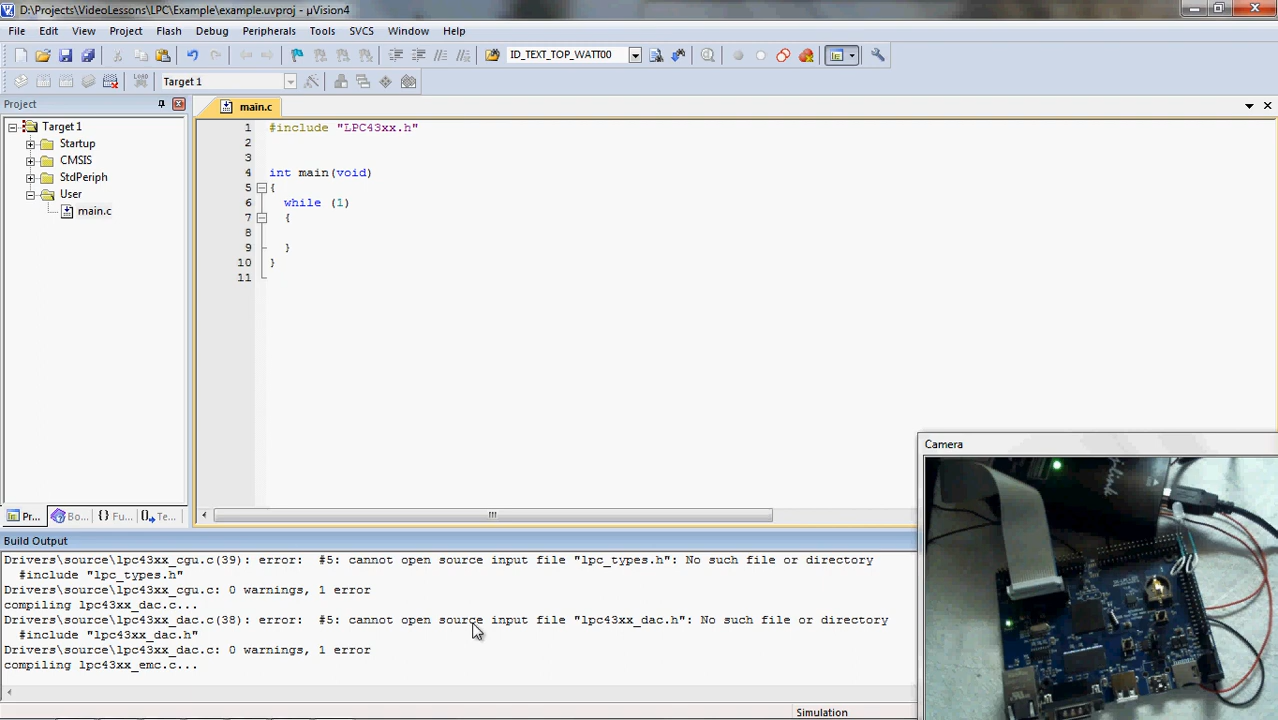 D:\Projects\VideoLessons\LPC\Example\example.uvproj - µVision4
File Edit View Project Flash Debug Peripherals Tools SVCS Window Help
ID_TEXT_TOP_WATT00
LOAD Target 1
Project
main.c
Target 1
Startup
CMSIS
StdPeriph
User
main.c
1 #include "LPC43xx.h"
2
3
4 int main(void)
5 {
6 while (1)
7 {
8
9 }
10 }
11
Pr... Bo... {} Fu... Te...
Build Output
Drivers\source\lpc43xx_cgu.c(39): error: #5: cannot open source input file "lpc_types.h": No such file or directory
#include "lpc_types.h"
Drivers\source\lpc43xx_cgu.c: 0 warnings, 1 error
compiling lpc43xx_dac.c...
Drivers\source\lpc43xx_dac.c(38): error: #5: cannot open source input file "lpc43xx_dac.h": No such file or directory
#include "lpc43xx_dac.h"
Drivers\source\lpc43xx_dac.c: 0 warnings, 1 error
compiling lpc43xx_emc.c...
Simulation
Camera